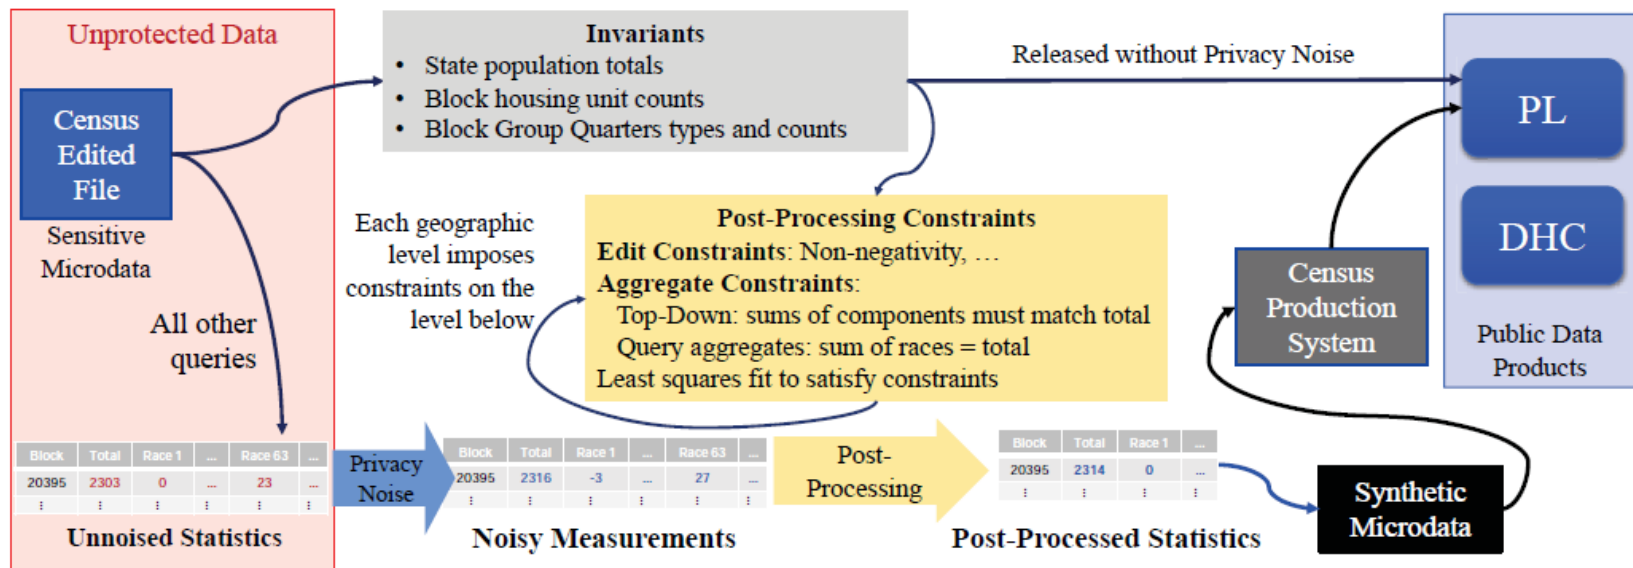 Unprotected Data
Census
Edited
File
Sensitive
Microdata
All other
queries
Invariants
• State population totals
• Block housing unit counts
• Block Group Quarters types and counts
Released without Privacy Noise
PL
DHC
Public Data
Products
Each geographic
level imposes
constraints on the
level below
Post-Processing Constraints
Edit Constraints: Non-negativity, …
Aggregate Constraints:
Top-Down: sums of components must match total
Query aggregates: sum of races = total
Least squares fit to satisfy constraints
Census
Production
System
Block Total Race 1 ... Race 63 ...
20395 2303 0 ... 23 ...
⋮ ⋮ ⋮ ⋮ ⋮ ⋮
Unnoised Statistics
Privacy
Noise
Block Total Race 1 ... Race 63 ...
20395 2316 -3 ... 27 ...
⋮ ⋮ ⋮ ⋮ ⋮ ⋮
Noisy Measurements
Post-
Processing
Block Total Race 1 ...
20395 2314 0 ...
⋮ ⋮ ⋮ ⋮
Post-Processed Statistics
Synthetic
Microdata